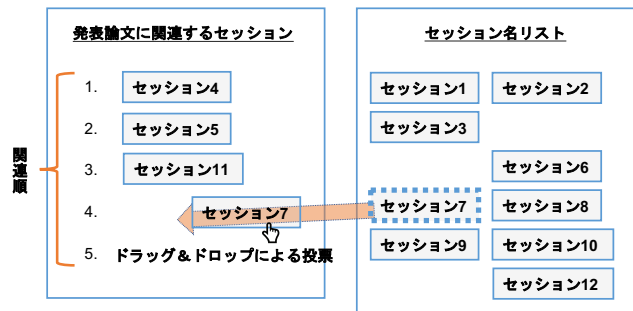 発表論文に関連するセッション
関連順
1. セッション4
2. セッション5
3. セッション11
4. セッション7
5. ドラッグ＆ドロップによる投票
セッション名リスト
セッション1 セッション2
セッション3
セッション6
セッション7 セッション8
セッション9 セッション10
セッション12